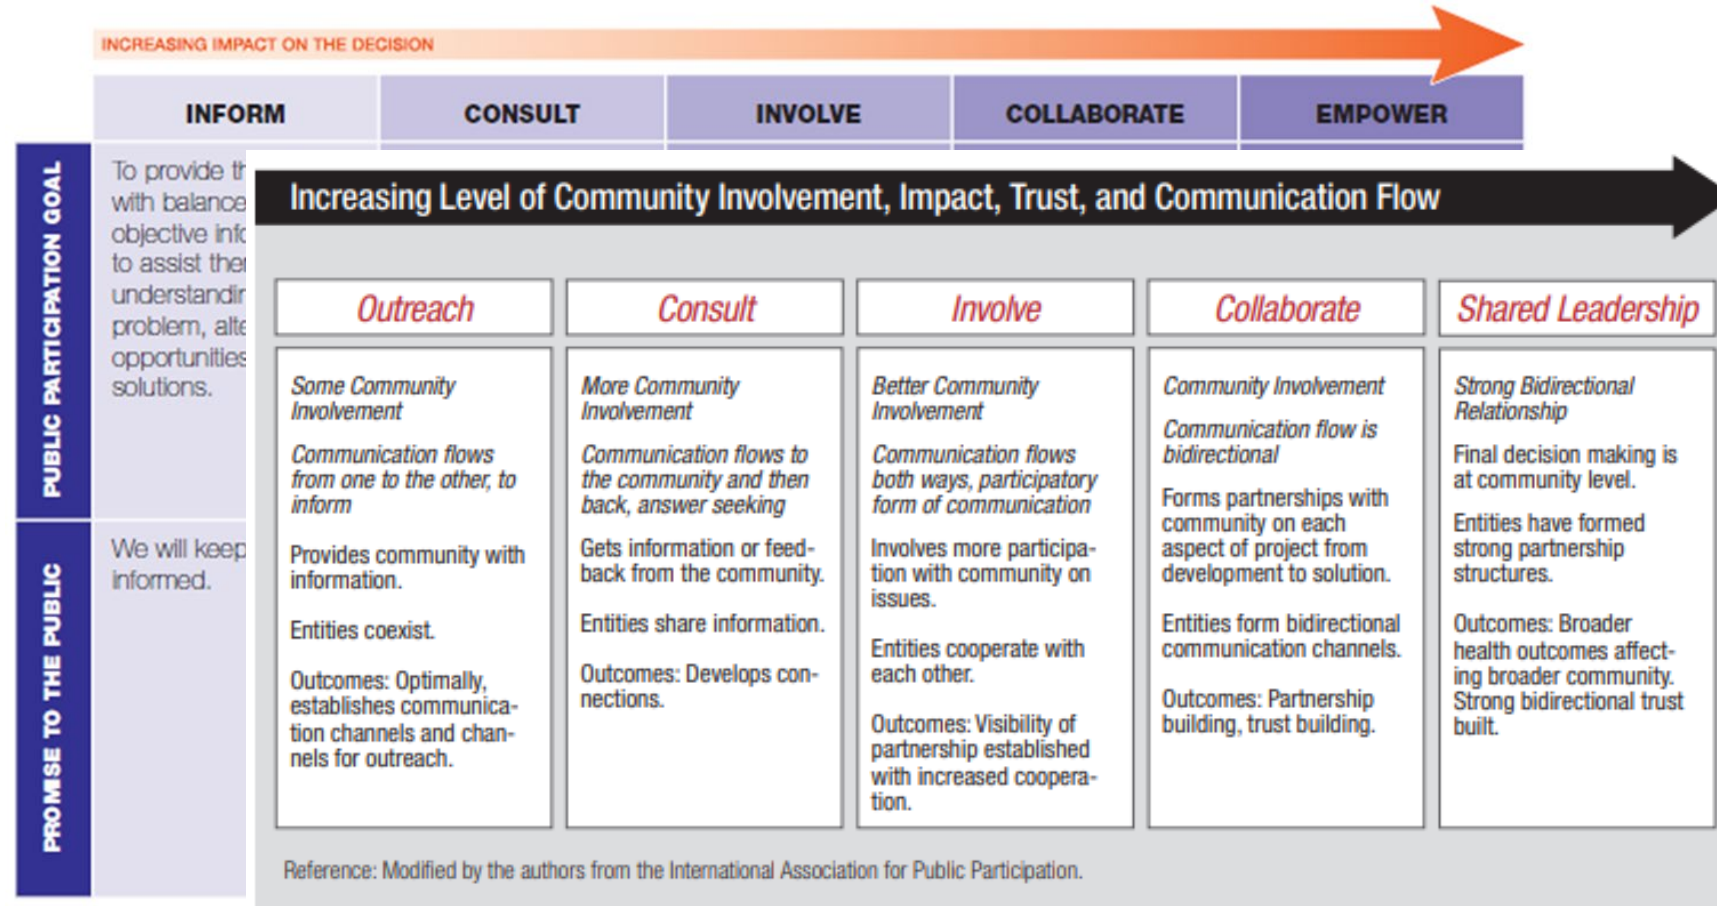 INCREASING IMPACT ON THE DECISION
INFORM
CONSULT
INVOLVE
COLLABORATE
EMPOWER
PUBLIC PARTICIPATION GOAL
To provide
with balance
objective
to assist
problem,
opportunities
solutions.
PROMISE TO THE PUBLIC
We will keep
informed.
Increasing Level of Community Involvement, Impact, Trust, and Communication Flow
Outreach
Some Community
Involvement
Communication flows
from one to the other, to
inform
Provides community with
information.
Entities coexist.
Outcomes: Optimally,
establishes communica-
tion channels and chan-
nels for outreach.
Consult
More Community
Involvement
Communication flows to
the community and then
back, answer seeking
Gets information or feed-
back from the community.
Entities share information.
Outcomes: Develops con-
nections.
Involve
Better Community
Involvement
Communication flows
both ways, participatory
form of communication
Involves more participa-
tion with community on
issues.
Entities cooperate with
each other.
Outcomes: Visibility of
partnership established
with increased coopera-
tion.
Collaborate
Community Involvement
Communication flow is
bidirectional
Forms partnerships with
community on each
aspect of project from
development to solution.
Entities form bidirectional
communication channels.
Outcomes: Partnership
building, trust building.
Shared Leadership
Strong Bidirectional
Relationship
Final decision making is
at community level.
Entities have formed
strong partnership
structures.
Outcomes: Broader
health outcomes affect-
ing broader community.
Strong bidirectional trust
built.
Reference: Modified by the authors from the International Association for Public Participation.